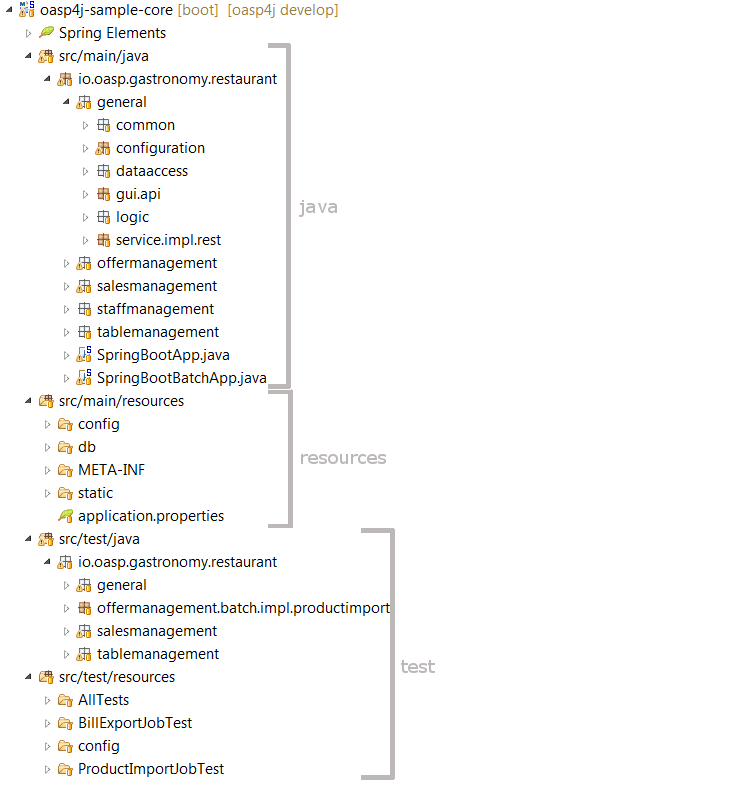 oasp4j-sample-core [boot] [oasp4j develop]
Spring Elements
src/main/java
io.oasp.gastronomy.restaurant
general
common
configuration
dataaccess
gui.api
java
logic
service.impl.rest
offermanagement
salesmanagement
staffmanagement
tablemanagement
SpringBootApp.java
SpringBootBatchApp.java
src/main/resources
config
db
resources
META-INF
static
application.properties
src/test/java
io.oasp.gastronomy.restaurant
general
offermanagement.batch.impl.productimport
salesmanagement
tablemanagement
test
src/test/resources
AllTests
BillExportJobTest
config
ProductImportJobTest